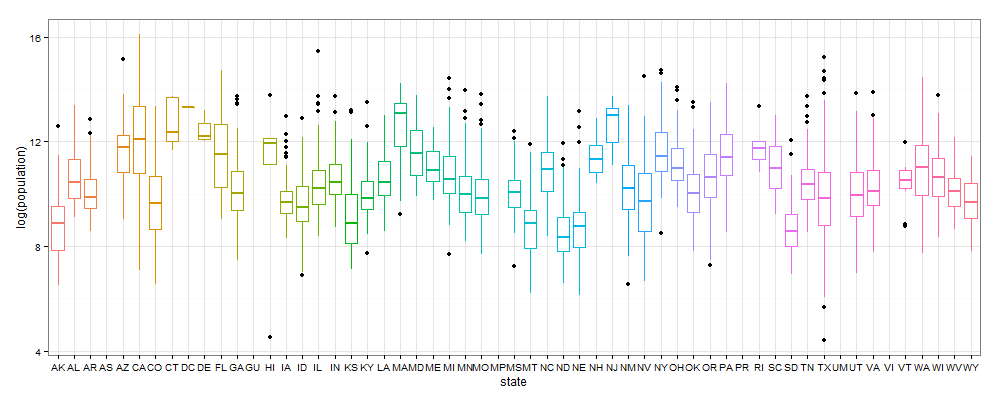 16
12
8
4
log(population)
AK AL AR AS AZ CA CO CT DC DE FL GA GU HI IA ID IL IN KS KY LA MA MD ME MI MN MO MP MS MT NC ND NE NH NJ NM NV NY OH OK OR PA PR RI SC SD TN TX UM UT VA VI VT WA WI WV WY
state